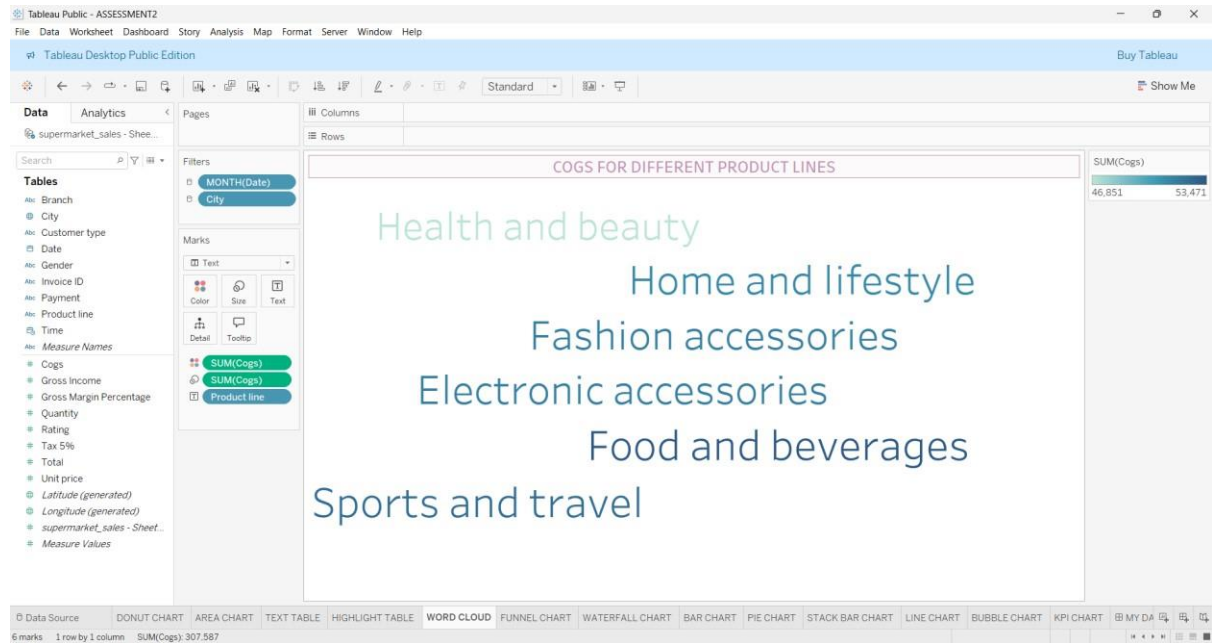 Tableau Public - ASSESSMENT2
File Data Worksheet Dashboard Story Analysis Map Format Server Window Help
Tableau Desktop Public Edition
Buy Tableau
Standard
Show Me
Data Analytics
supermarket_sales - Shee...
Search
Tables
Abc Branch
City
Abc Customer type
Date
Abc Gender
Abc Invoice ID
Abc Payment
Abc Product line
Time
Abc Measure Names
# Cogs
# Gross Income
# Gross Margin Percentage
# Quantity
# Rating
# Tax 5%
# Total
# Unit price
Latitude (generated)
Longitude (generated)
# supermarket_sales - Sheet...
# Measure Values
Pages
Filters
MONTH(Date)
City
Marks
Text
Color Size Text
Detail Tooltip
SUM(Cogs)
SUM(Cogs)
Product line
Columns
Rows
COGS FOR DIFFERENT PRODUCT LINES
Health and beauty
Home and lifestyle
Fashion accessories
Electronic accessories
Food and beverages
Sports and travel
SUM(Cogs)
46,851 53,471
Data Source DONUT CHART AREA CHART TEXT TABLE HIGHLIGHT TABLE WORD CLOUD FUNNEL CHART WATERFALL CHART BAR CHART PIE CHART STACK BAR CHART LINE CHART BUBBLE CHART KPI CHART MY DA
6 marks 1 row by 1 column SUM(Cogs): 307,587